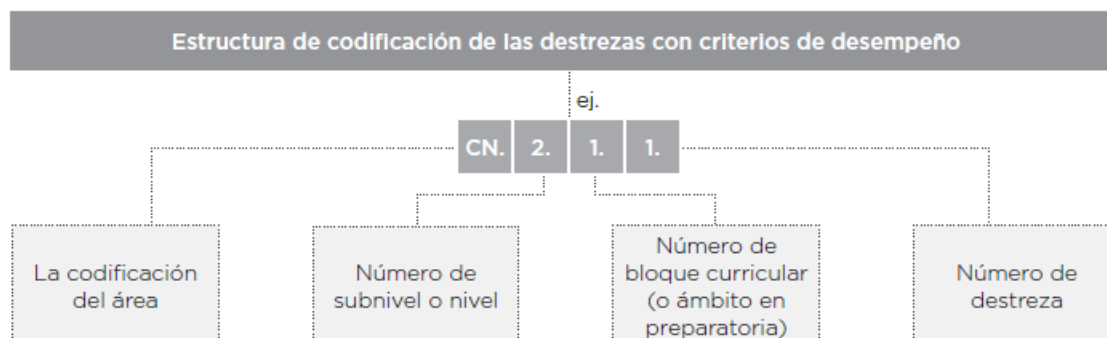 Estructura de codificación de las destrezas con criterios de desempeño
ej.
CN. 2. 1. 1.
La codificación
del área
Número de
subnivel o nivel
Número de
bloque curricular
(o ámbito en
preparatoria)
Número de
destreza